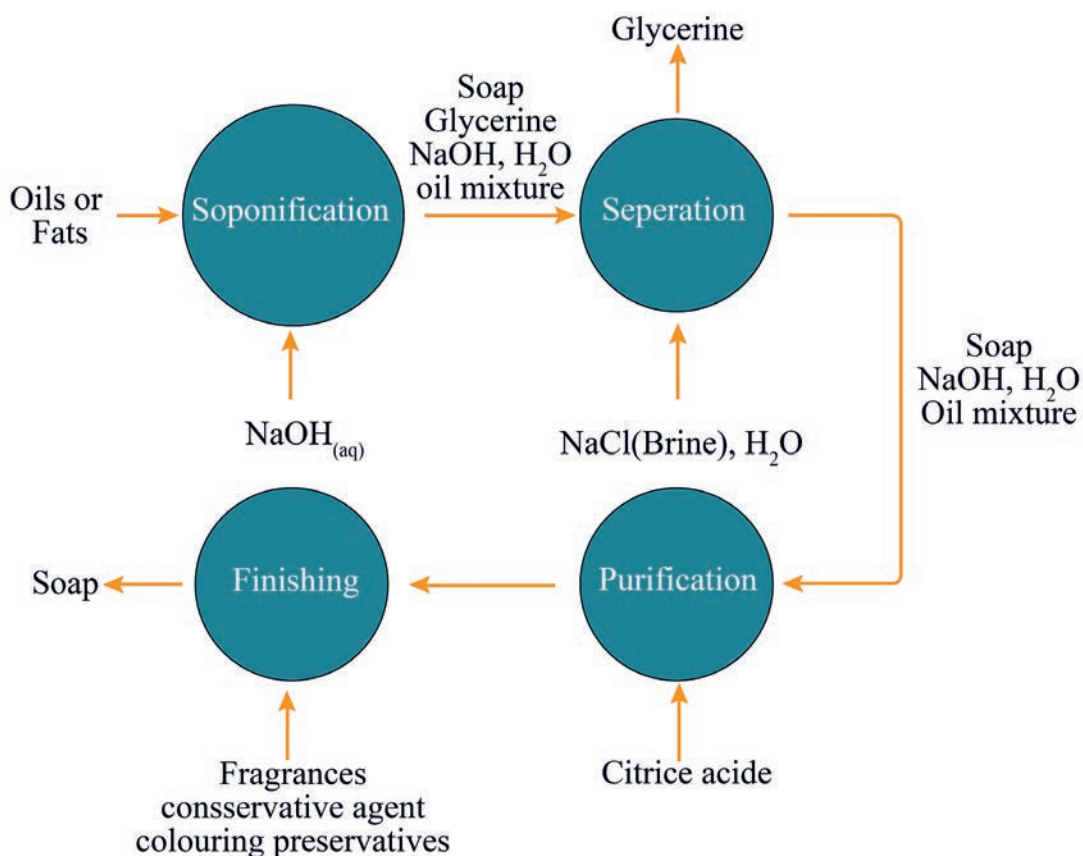 Glycerine
Soap
Glycerine
NaOH, H₂O
oil mixture
Oils or
Fats
Soponification
Seperation
Soap
NaOH, H₂O
Oil mixture
NaOH(aq)
NaCl(Brine), H₂O
Soap
Finishing
Purification
Fragrances
consservative agent
colouring preservatives
Citrice acide